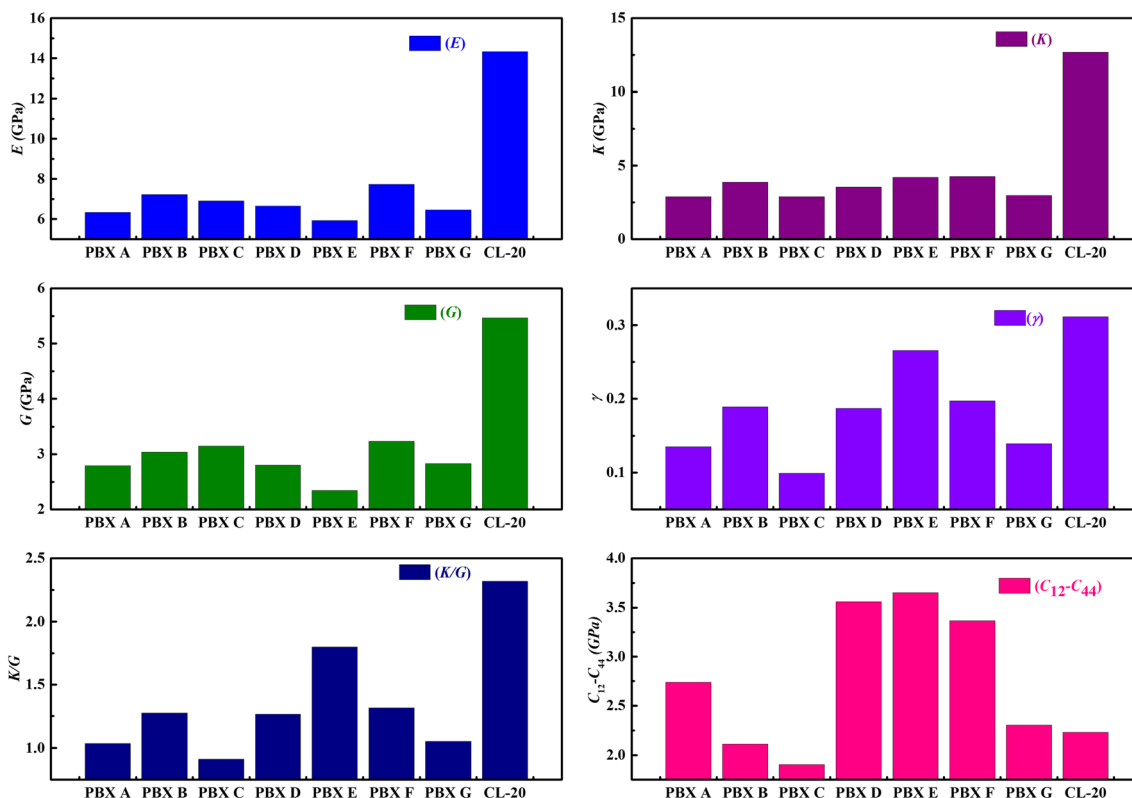 16
14
12
10
8
6
E (GPa)
(E)
PBX A PBX B PBX C PBX D PBX E PBX F PBX G CL-20
15
10
5
0
K (GPa)
(K)
PBX A PBX B PBX C PBX D PBX E PBX F PBX G CL-20
6
5
4
3
2
G (GPa)
(G)
PBX A PBX B PBX C PBX D PBX E PBX F PBX G CL-20
0.3
0.2
0.1
γ
(γ)
PBX A PBX B PBX C PBX D PBX E PBX F PBX G CL-20
2.5
2.0
1.5
1.0
K/G
(K/G)
PBX A PBX B PBX C PBX D PBX E PBX F PBX G CL-20
4.0
3.5
3.0
2.5
2.0
C12-C44 (GPa)
(C12-C44)
PBX A PBX B PBX C PBX D PBX E PBX F PBX G CL-20